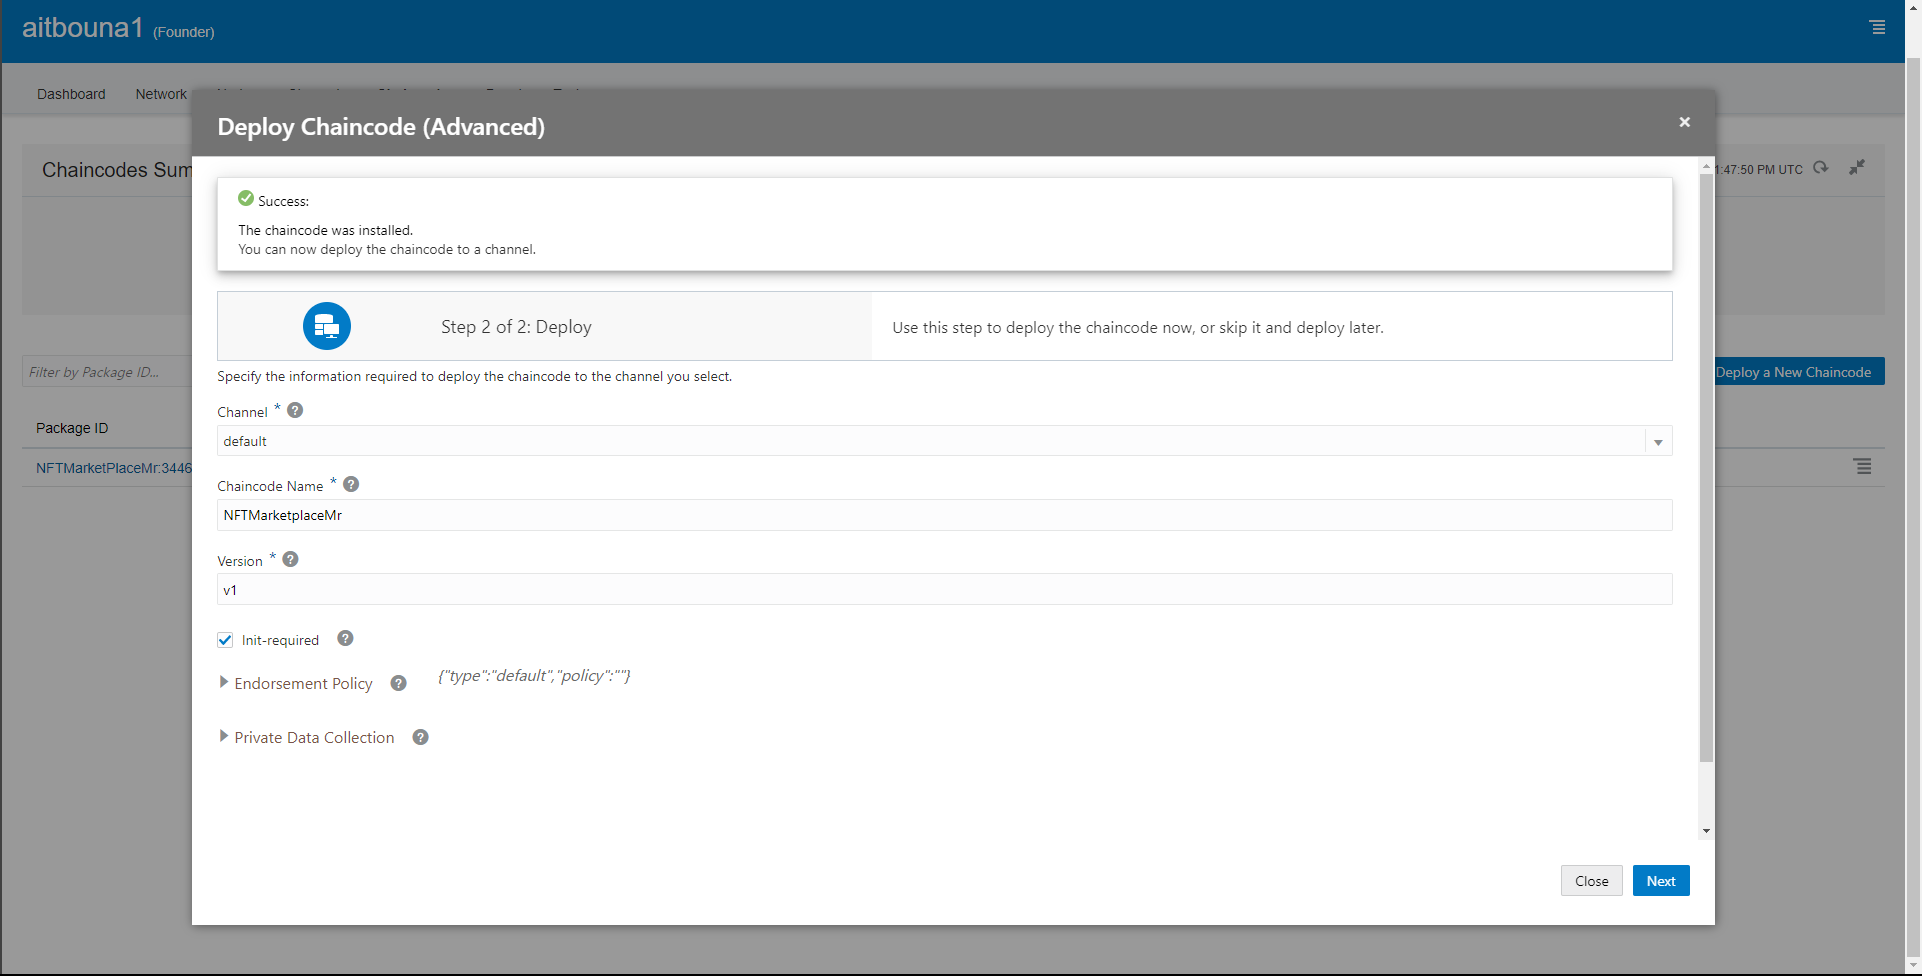 aitbouna1 (Founder)
Dashboard Network
Deploy Chaincode (Advanced)
Chaincodes Sum
1:47:50 PM UTC
Success:
The chaincode was installed.
You can now deploy the chaincode to a channel.
Step 2 of 2: Deploy
Use this step to deploy the chaincode now, or skip it and deploy later.
Filter by Package ID...
Deploy a New Chaincode
Specify the information required to deploy the chaincode to the channel you select.
Channel * ?
default
Package ID
NFTMarketPlaceMr:3446
Chaincode Name * ?
NFTMarketplaceMr
Version * ?
v1
Init-required ?
Endorsement Policy ? {"type":"default","policy":""}
Private Data Collection ?
Close Next